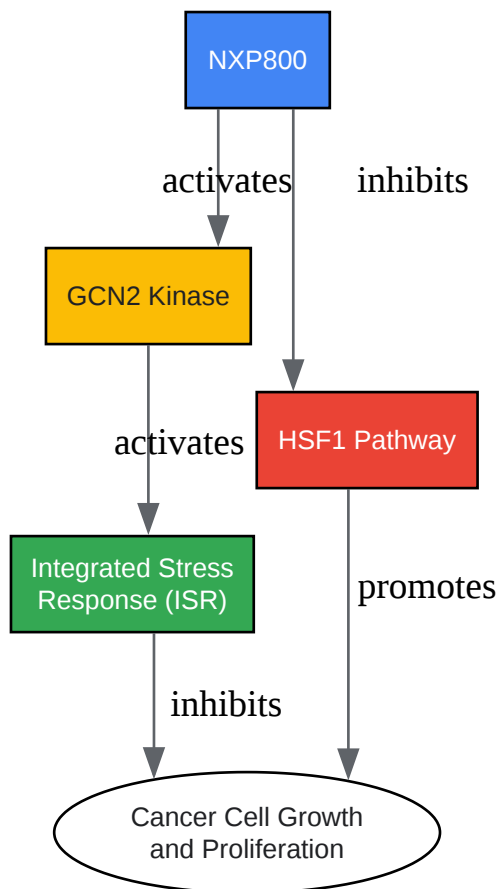 NXP800
activates
inhibits
GCN2 Kinase
activates
HSF1 Pathway
Integrated Stress
Response (ISR)
promotes
inhibits
Cancer Cell Growth
and Proliferation